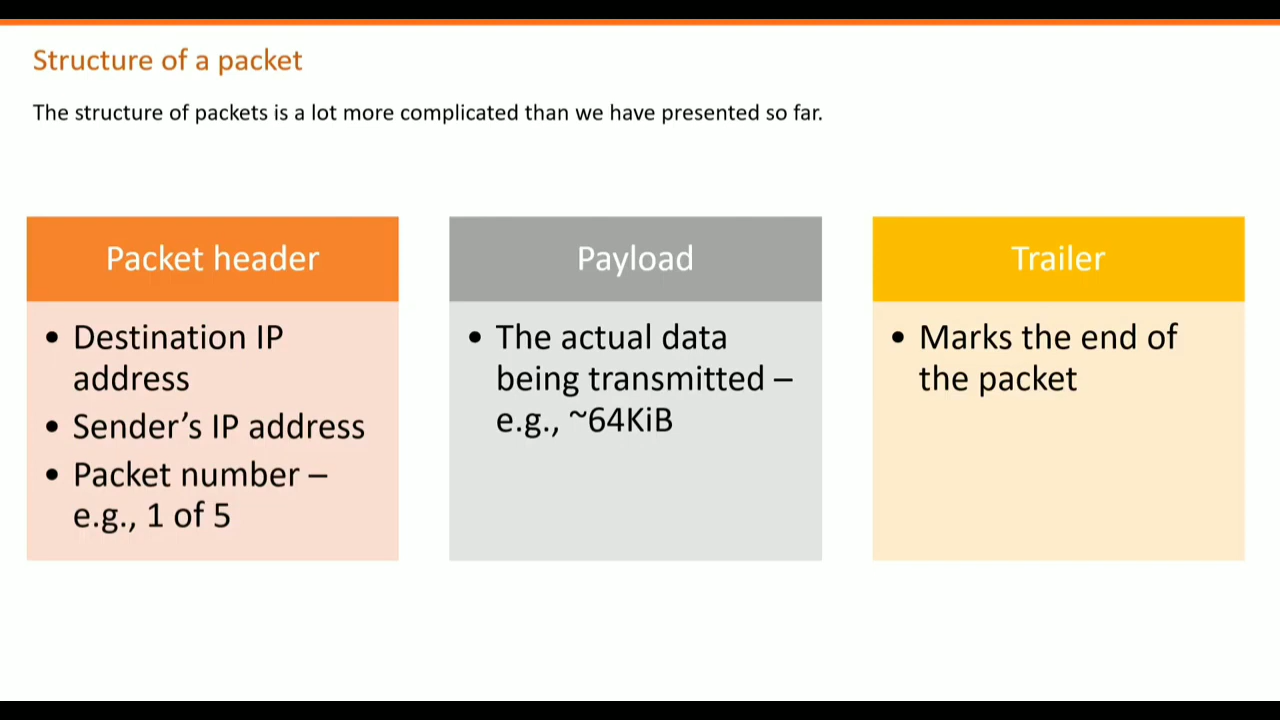 Structure of a packet
The structure of packets is a lot more complicated than we have presented so far.
Packet header
• Destination IP
address
• Sender’s IP address
• Packet number –
e.g., 1 of 5
Payload
• The actual data
being transmitted –
e.g., ~64KiB
Trailer
• Marks the end of
the packet